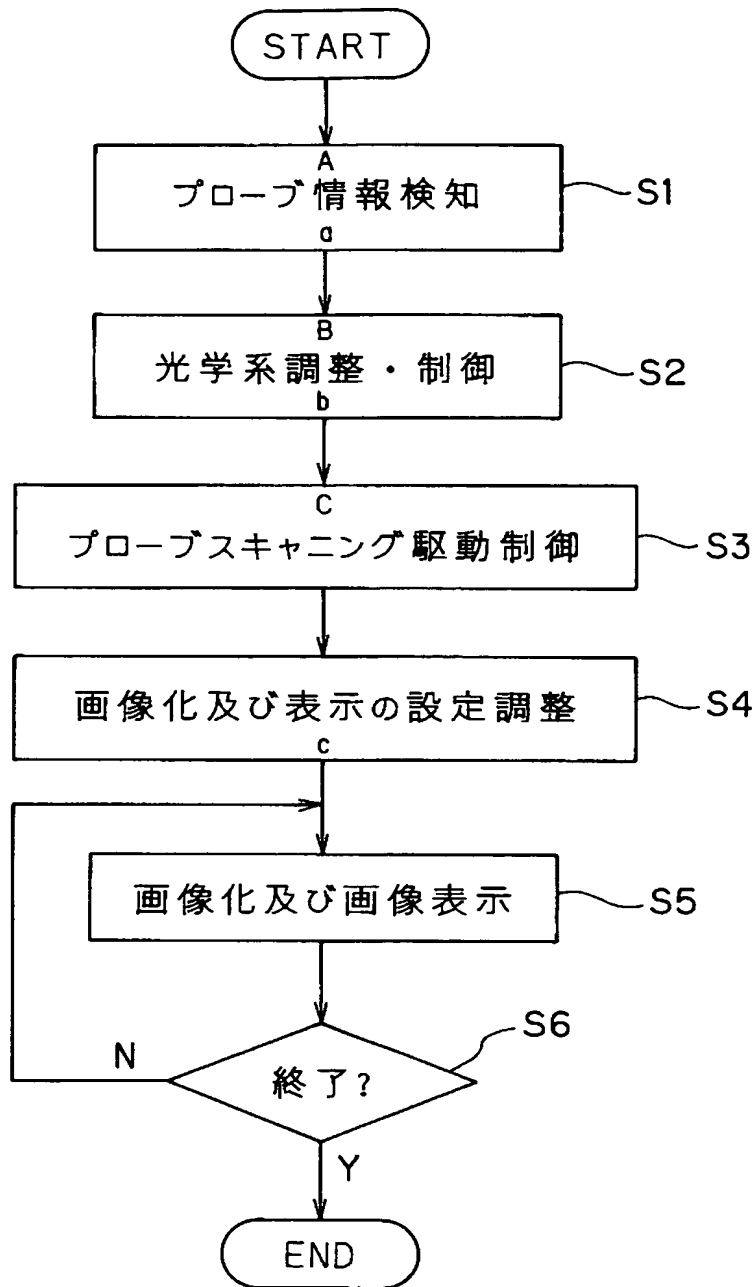 START
A
プローブ情報検知
a
S1
B
光学系調整・制御
b
S2
C
プローブスキャニング駆動制御
S3
画像化及び表示の設定調整
c
S4
画像化及び画像表示
S5
S6
終了?
N
Y
END